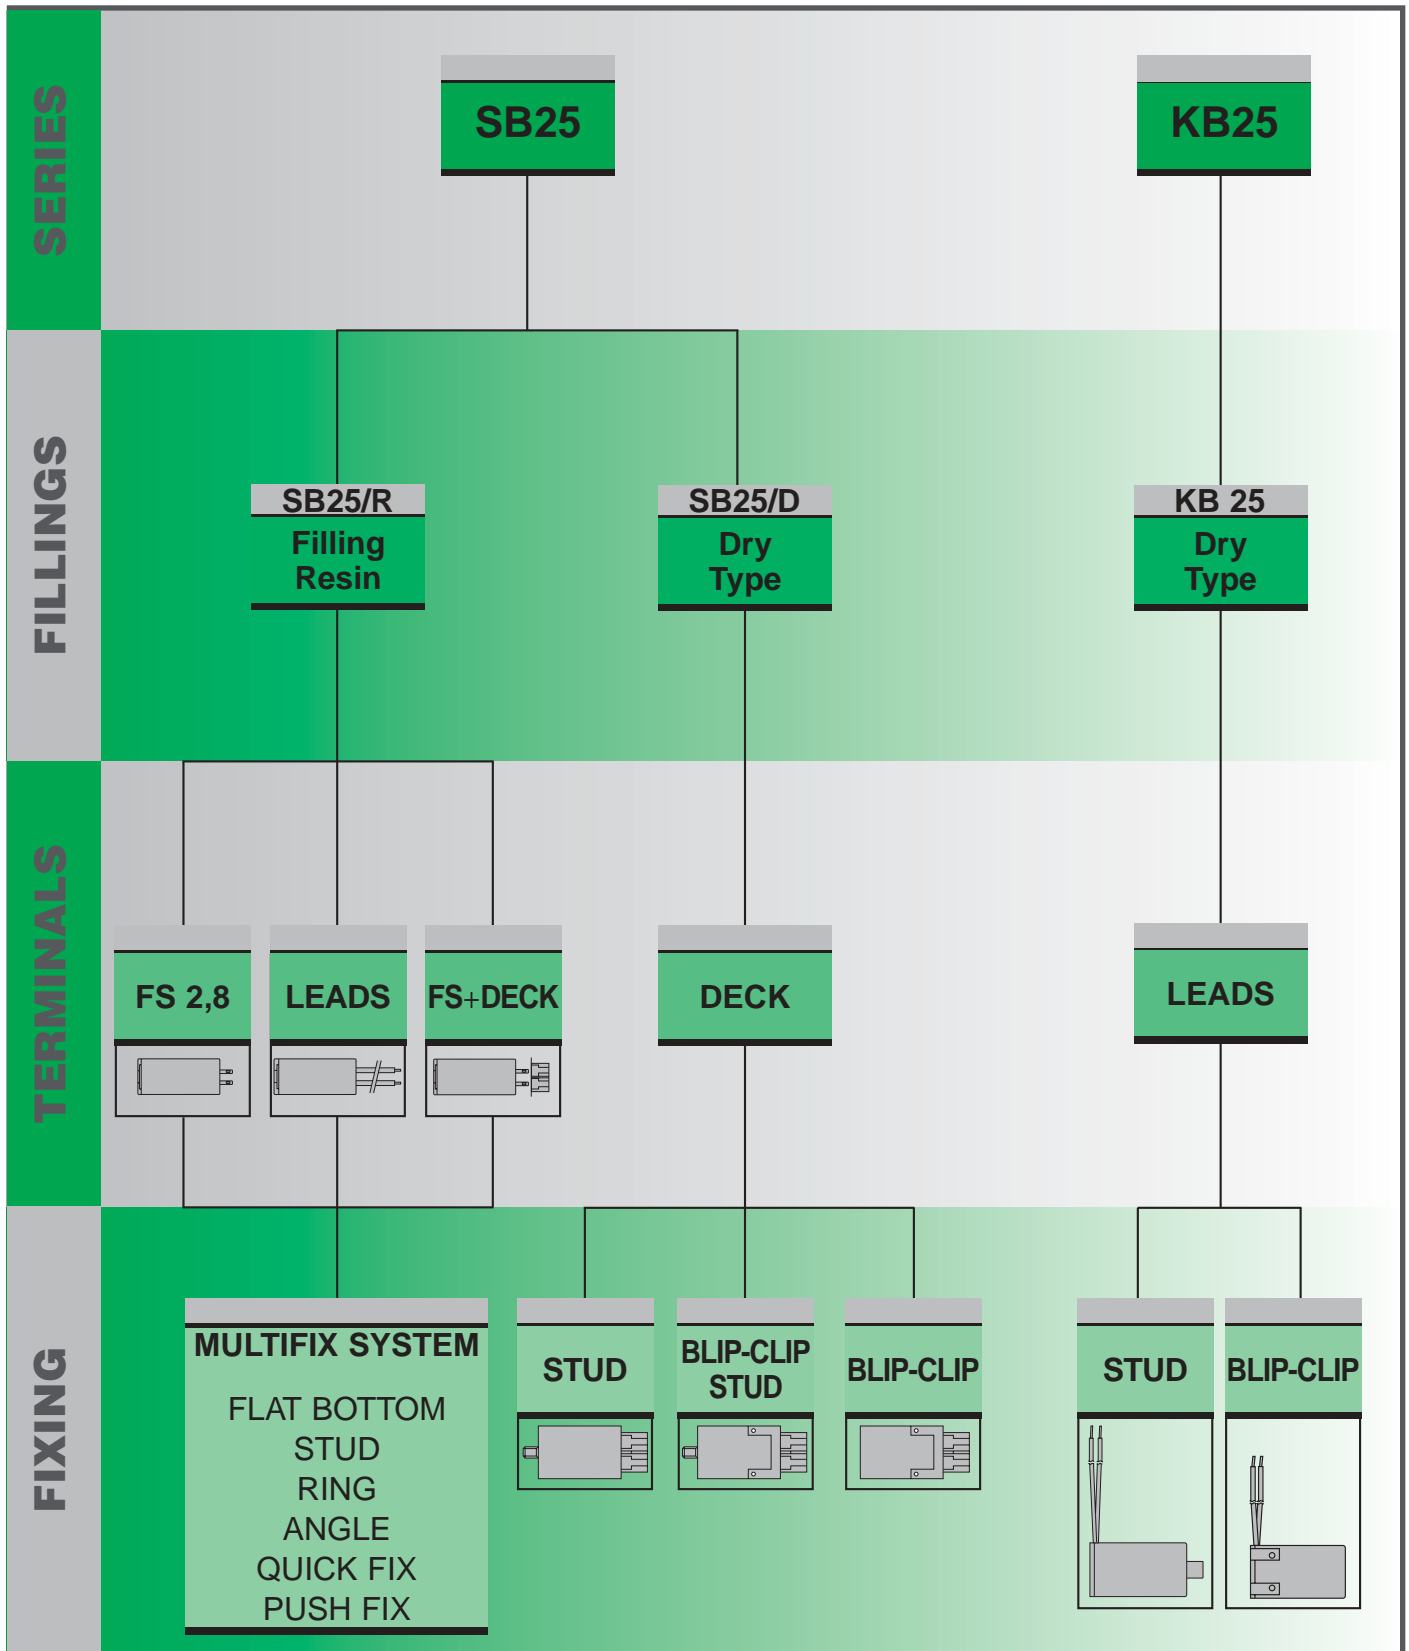 SERIES
SB25
KB25
FILLINGS
SB25/R
Filling
Resin
SB25/D
Dry
Type
KB 25
Dry
Type
TERMINALS
FS 2,8
LEADS
FS+DECK
DECK
LEADS
FIXING
MULTIFIX SYSTEM
FLAT BOTTOM
STUD
RING
ANGLE
QUICK FIX
PUSH FIX
STUD
BLIP-CLIP
STUD
BLIP-CLIP
STUD
BLIP-CLIP